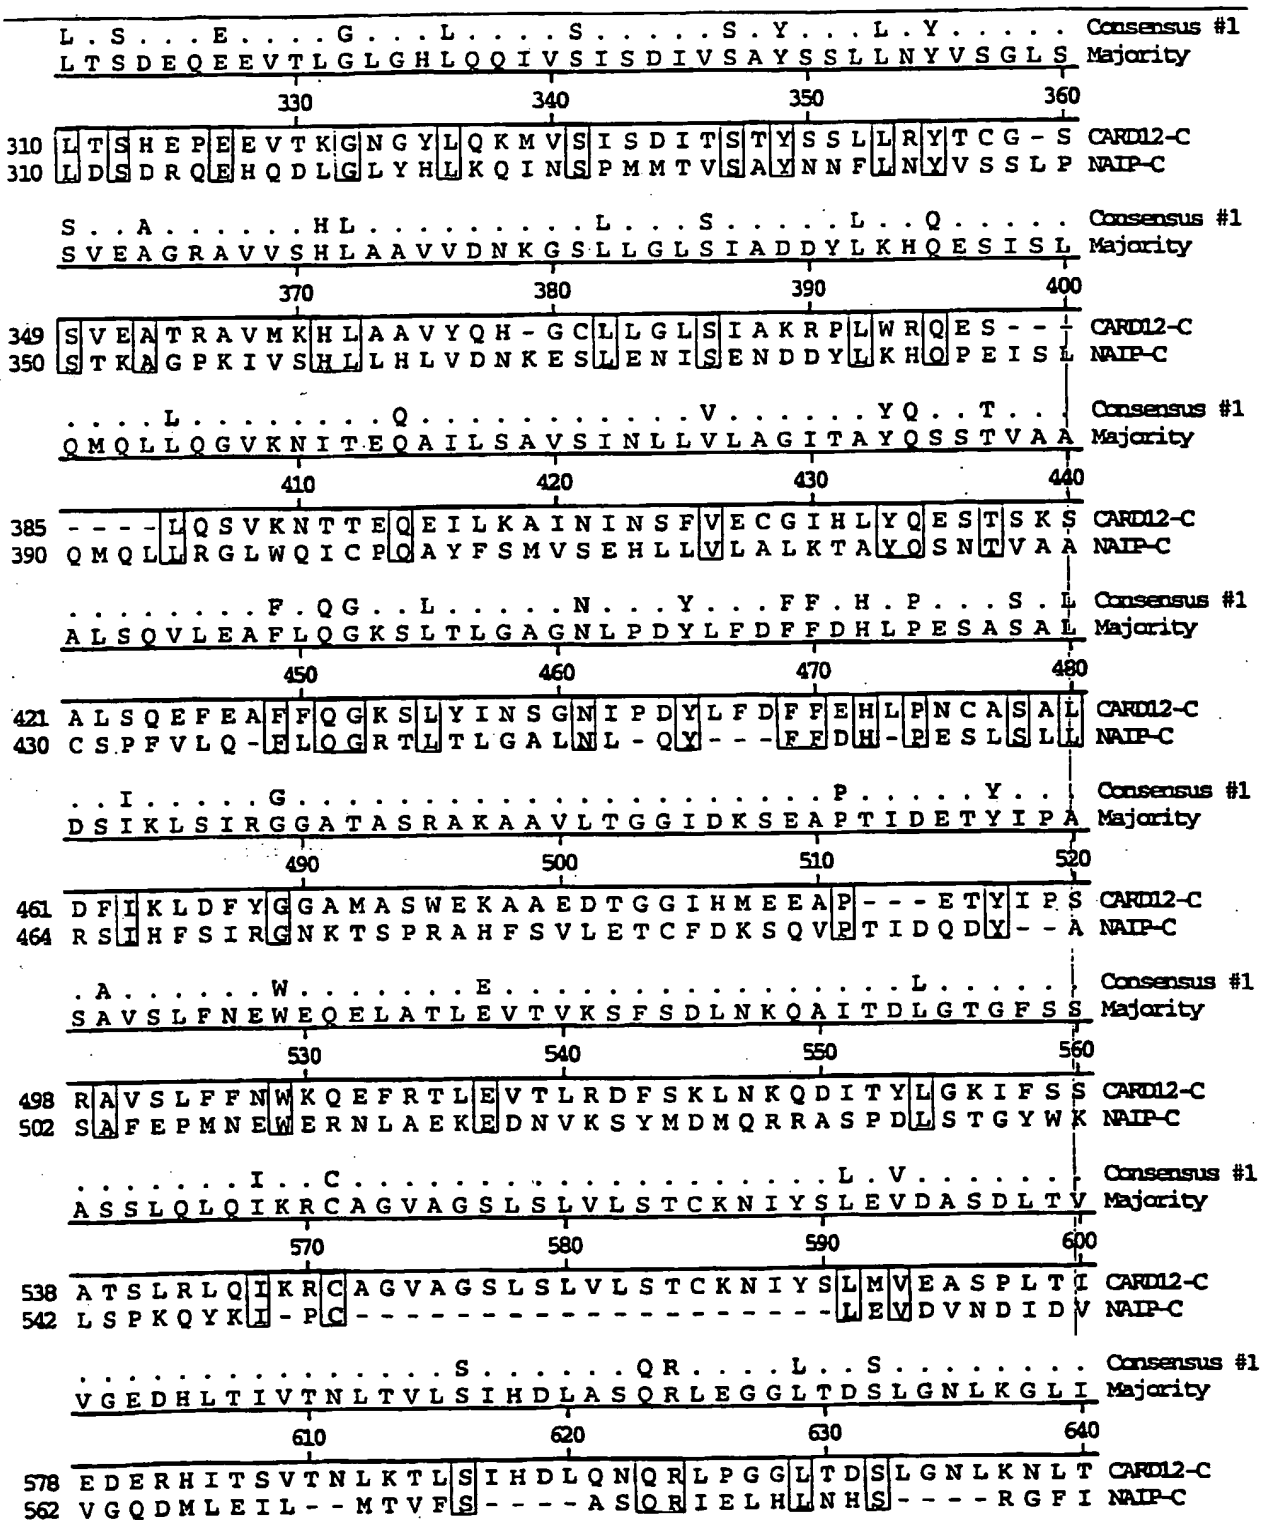 L . S . . . E . . . . G . . . L . . . . S . . . . . S . Y . . . L . Y . . . . . Consensus #1
L T S D E Q E E V T L G L G H L Q Q I V S I S D I V S A Y S S L L N Y V S G L S Majority
330 340 350 360
310 L T S H E P E E V T K G N G Y L Q K M V S I S D I T S T Y S S L L R Y T C G - S CARD12-C
310 L D S D R Q E H Q D L G L Y H L K Q I N S P M M T V S A Y N N F L N Y V S S L P NAIP-C
S . . A . . . . . . H L . . . . . . . . . L . . . S . . . . . L . . Q . . . . . Consensus #1
S V E A G R A V V S H L A A V V D N K G S L L G L S I A D D Y L K H Q E S I S L Majority
370 380 390 400
349 S V E A T R A V M K H L A A V Y Q H - G C L L G L S I A K R P L W R Q E S - - - CARD12-C
350 S T K A G P K I V S H L L H L V D N K E S L E N I S E N D D Y L K H Q P E I S L NAIP-C
. . . . L . . . . . . . . Q . . . . . . . . . . . V . . . . . . Y Q . . T . . . Consensus #1
Q M Q L L Q G V K N I T E Q A I L S A V S I N L L V L A G I T A Y Q S S T V A A Majority
410 420 430 440
385 - - - - L Q S V K N T T E Q E I L K A I N I N S F V E C G I H L Y Q E S T S K S CARD12-C
390 Q M Q L L R G L W Q I C P Q A Y F S M V S E H L L V L A L K T A Y Q S N T V A A NAIP-C
. . . . . . . . F . Q G . . L . . . . . N . . . Y . . . F F . H . P . . . S . L Consensus #1
A L S Q V L E A F L Q G K S L T L G A G N L P D Y L F D F F D H L P E S A S A L Majority
450 460 470 480
421 A L S Q E F E A F F Q G K S L Y I N S G N I P D Y L F D F F E H L P N C A S A L CARD12-C
430 C S P F V L Q - F L Q G R T L T L G A L N L - Q Y - - - F F D H - P E S L S L L NAIP-C
. . I . . . . . G . . . . . . . . . . . . . . . . . . . . . P . . . . . Y . . . Consensus #1
D S I K L S I R G G A T A S R A K A A V L T G G I D K S E A P T I D E T Y I P A Majority
490 500 510 520
461 D F I K L D F Y G G A M A S W E K A A E D T G G I H M E E A P - - - E T Y I P S CARD12-C
464 R S I H F S I R G N K T S P R A H F S V L E T C F D K S Q V P T I D Q D Y - - A NAIP-C
. A . . . . . . W . . . . . . . E . . . . . . . . . . . . . . . . L . . . . . . Consensus #1
S A V S L F N E W E Q E L A T L E V T V K S F S D L N K Q A I T D L G T G F S S Majority
530 540 550 560
498 R A V S L F F N W K Q E F R T L E V T L R D F S K L N K Q D I T Y L G K I F S S CARD12-C
502 S A F E P M N E W E R N L A E K E D N V K S Y M D M Q R R A S P D L S T G Y W K NAIP-C
. . . . . . . I . . C . . . . . . . . . . . . . . . . . . . L . V . . . . . . . Consensus #1
A S S L Q L Q I K R C A G V A G S L S L V L S T C K N I Y S L E V D A S D L T V Majority
570 580 590 600
538 A T S L R L Q I K R C A G V A G S L S L V L S T C K N I Y S L M V E A S P L T I CARD12-C
542 L S P K Q Y K I - P C - - - - - - - - - - - - - - - - - - - L E V D V N D I D V NAIP-C
. . . . . . . . . . . . . . . S . . . . . . Q R . . . . L . . S . . . . . . . . Consensus #1
V G E D H L T I V T N L T V L S I H D L A S Q R L E G G L T D S L G N L K G L I Majority
610 620 630 640
578 E D E R H I T S V T N L K T L S I H D L Q N Q R L P G G L T D S L G N L K N L T CARD12-C
562 V G Q D M L E I L - - M T V F S - - - - A S Q R I E L H L N H S - - - - R G F I NAIP-C